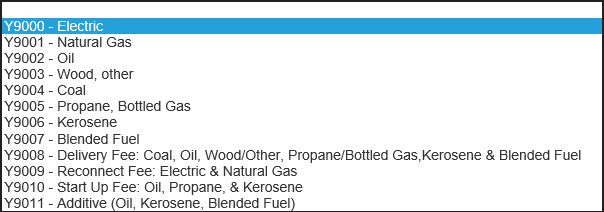 Y9000 - Electric
Y9001 - Natural Gas
Y9002 - Oil
Y9003 - Wood, other
Y9004 - Coal
Y9005 - Propane, Bottled Gas
Y9006 - Kerosene
Y9007 - Blended Fuel
Y9008 - Delivery Fee: Coal, Oil, Wood/Other, Propane/Bottled Gas,Kerosene & Blended Fuel
Y9009 - Reconnect Fee: Electric & Natural Gas
Y9010 - Start Up Fee: Oil, Propane, & Kerosene
Y9011 - Additive (Oil, Kerosene, Blended Fuel)